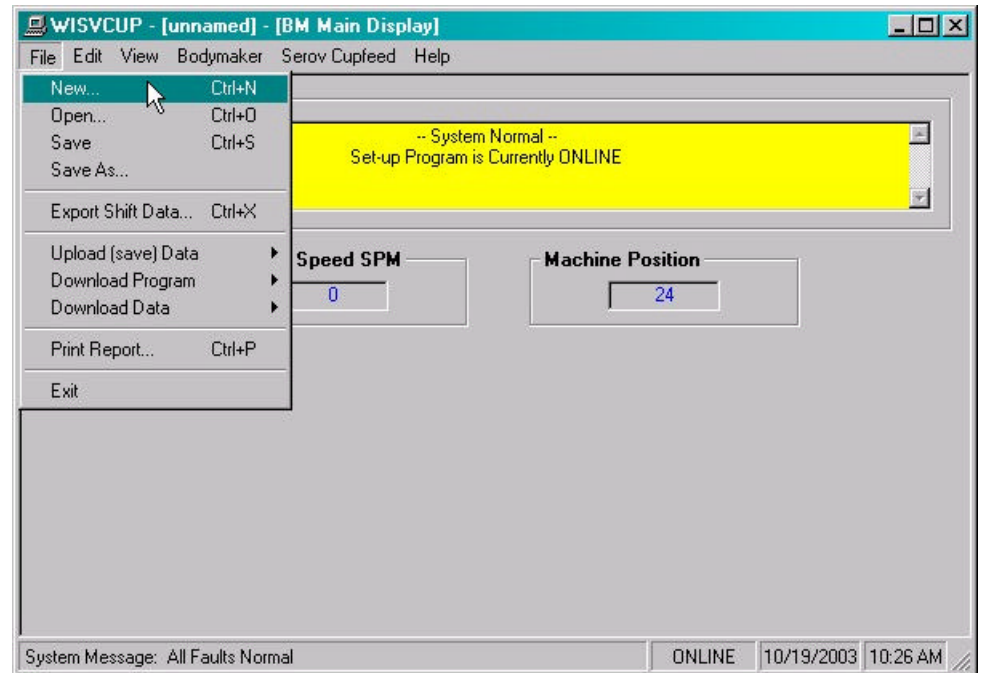 WISVCUP - [unnamed] - [BM Main Display]
File Edit View Bodymaker Serov Cupfeed Help
New... Ctrl+N
Open... Ctrl+O
Save Ctrl+S
Save As...
Export Shift Data... Ctrl+X
Upload (save) Data
Download Program
Download Data
Print Report... Ctrl+P
Exit
-- System Normal --
Set-up Program is Currently ONLINE
Speed SPM
0
Machine Position
24
System Message: All Faults Normal ONLINE 10/19/2003 10:26 AM